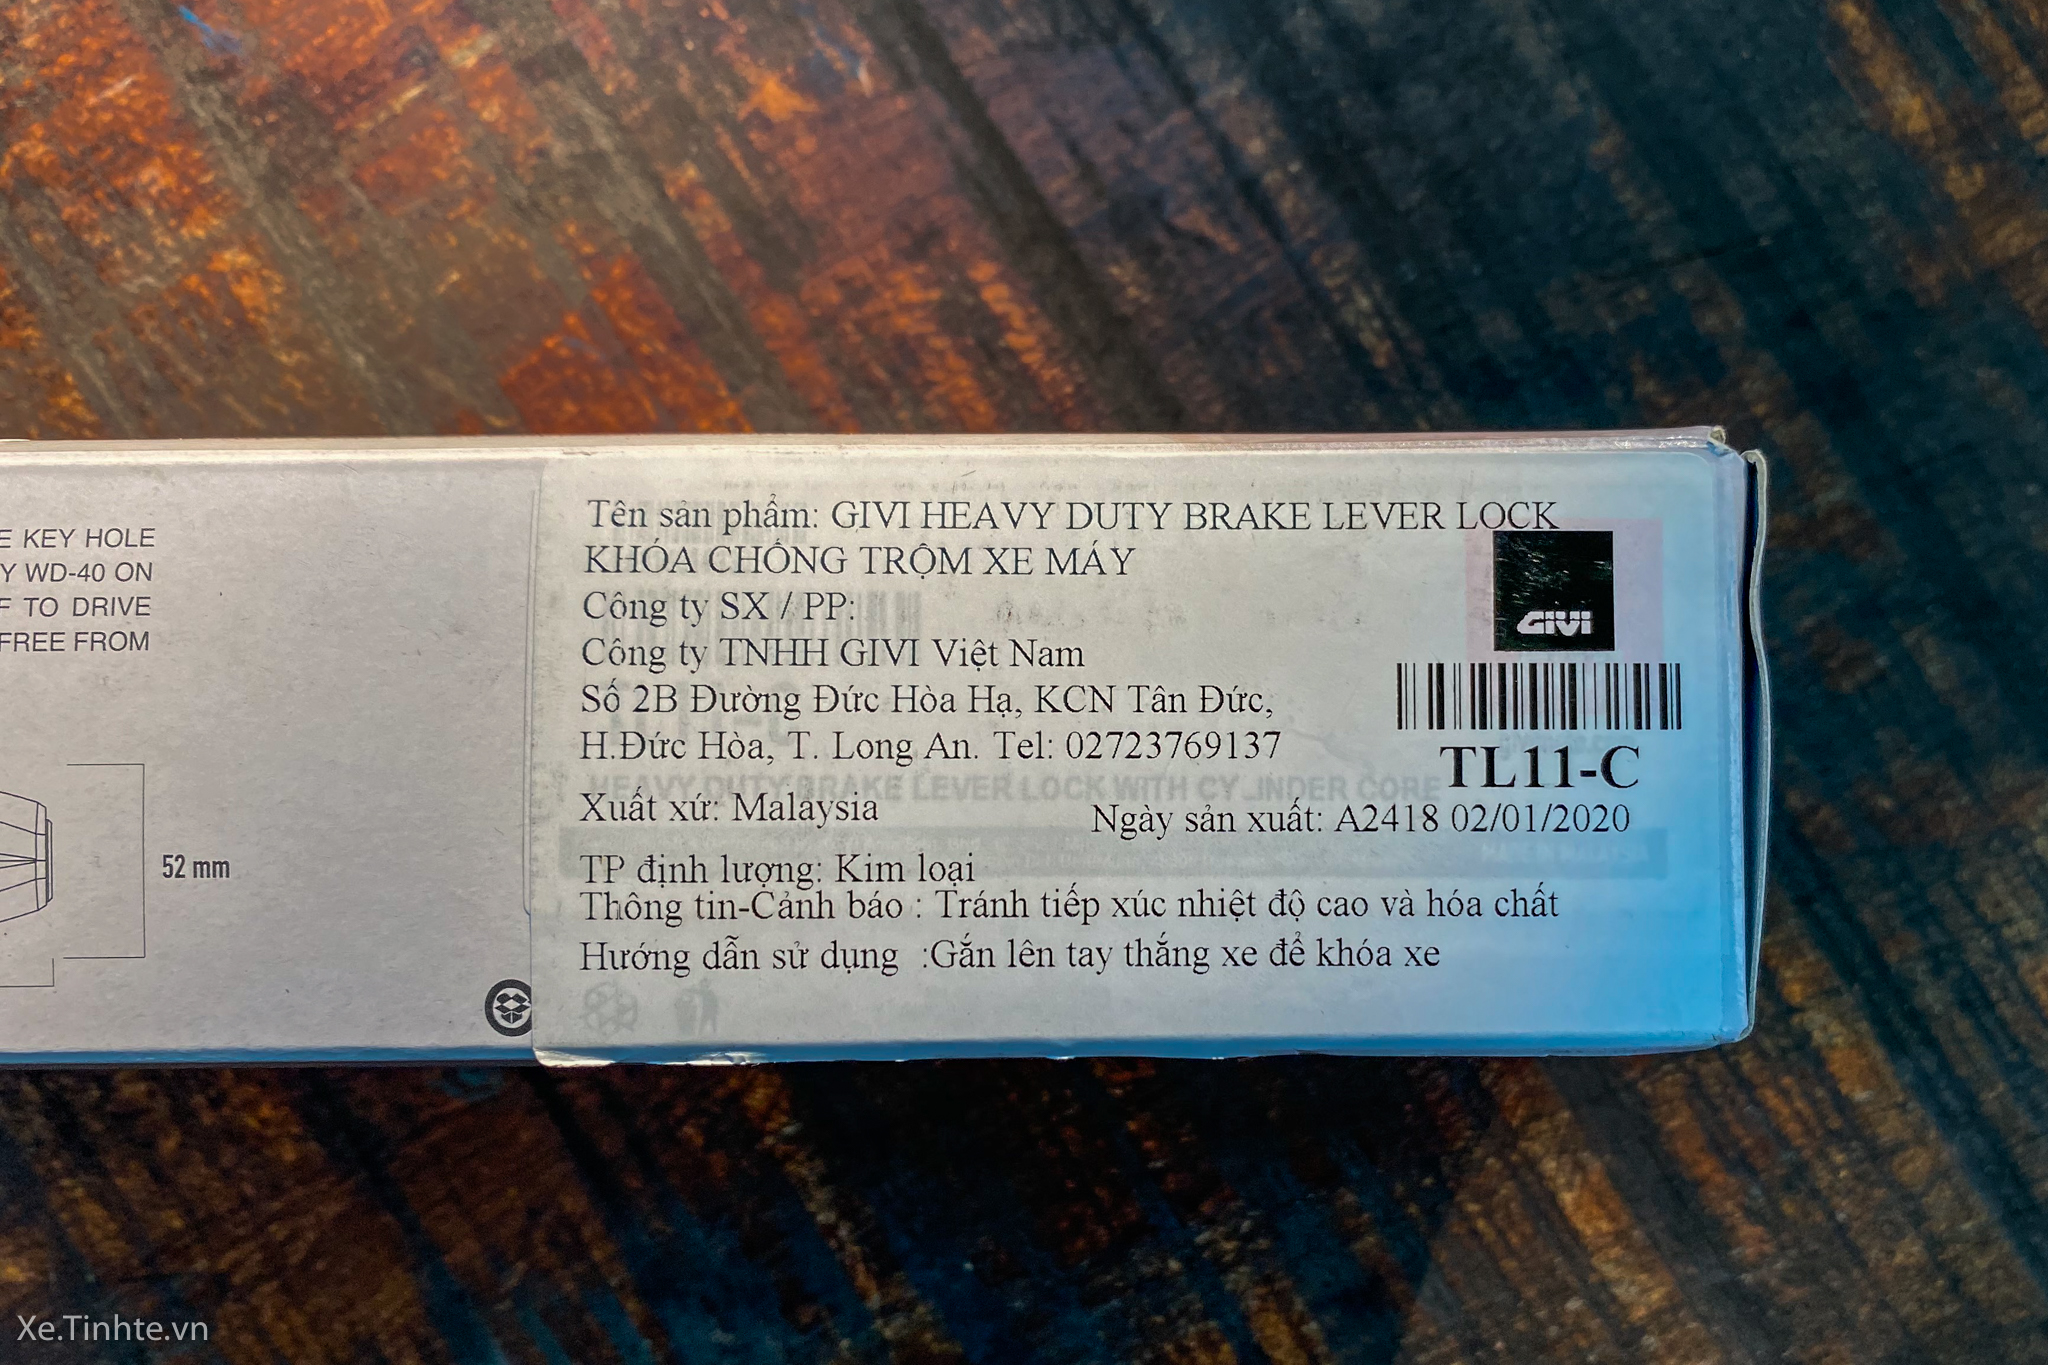 E KEY HOLE
Y WD-40 ON
F TO DRIVE
FREE FROM
52 mm
Tên sản phẩm: GIVI HEAVY DUTY BRAKE LEVER LOCK
KHÓA CHỐNG TRỘM XE MÁY
Công ty SX / PP:
Công ty TNHH GIVI Việt Nam
Số 2B Đường Đức Hòa Hạ, KCN Tân Đức,
H.Đức Hòa, T. Long An. Tel: 02723769137
HEAVY DUTY BRAKE LEVER LOCK WITH CYLINDER CORE
Xuất xứ: Malaysia
GIVI
TL11-C
Ngày sản xuất: A2418 02/01/2020
TP định lượng: Kim loại
Thông tin-Cảnh báo : Tránh tiếp xúc nhiệt độ cao và hóa chất
Hướng dẫn sử dụng :Gắn lên tay thắng xe để khóa xe
Xe.Tinhte.vn